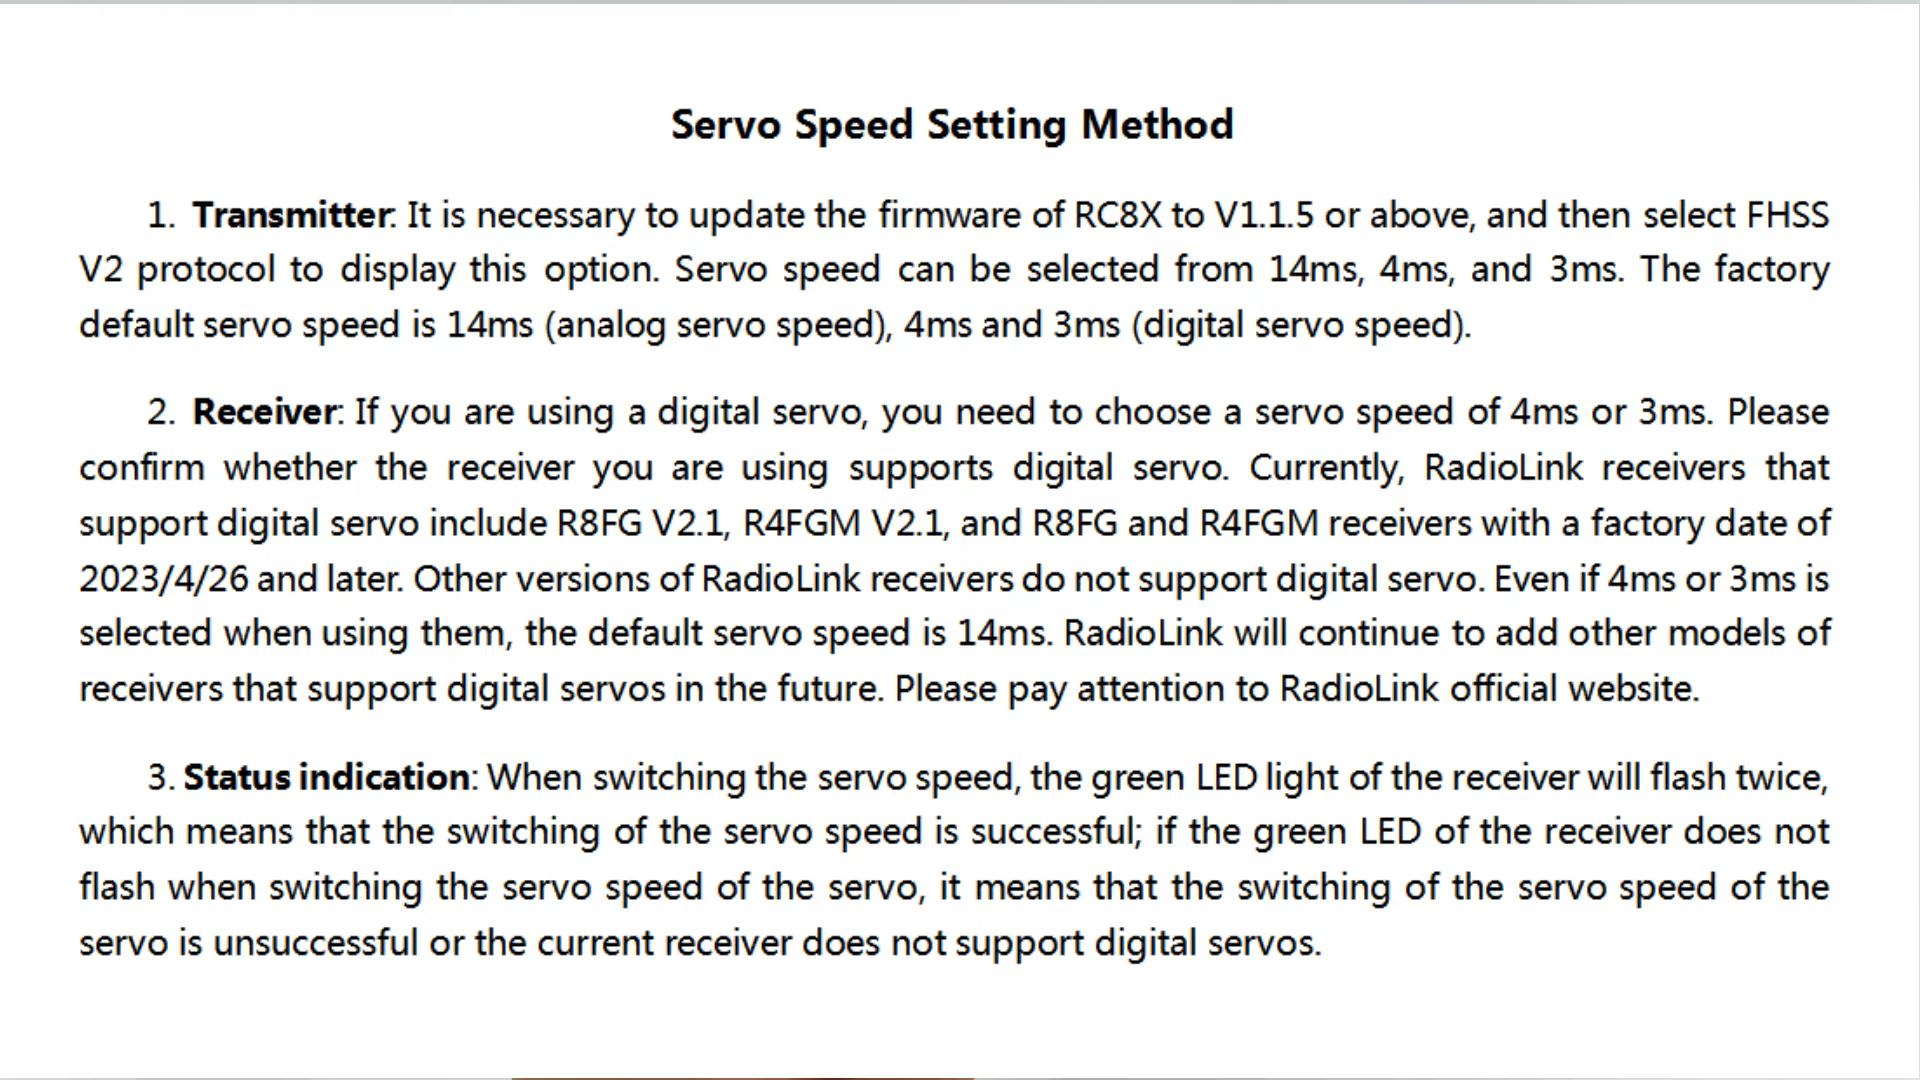 Servo Speed Setting Method
1. Transmitter: It is necessary to update the firmware of RC8X to V1.1.5 or above, and then select FHSS
V2 protocol to display this option. Servo speed can be selected from 14ms, 4ms, and 3ms. The factory
default servo speed is 14ms (analog servo speed), 4ms and 3ms (digital servo speed).
2. Receiver: If you are using a digital servo, you need to choose a servo speed of 4ms or 3ms. Please
confirm whether the receiver you are using supports digital servo. Currently, RadioLink receivers that
support digital servo include R8FG V2.1, R4FGM V2.1, and R8FG and R4FGM receivers with a factory date of
2023/4/26 and later. Other versions of RadioLink receivers do not support digital servo. Even if 4ms or 3ms is
selected when using them, the default servo speed is 14ms. RadioLink will continue to add other models of
receivers that support digital servos in the future. Please pay attention to RadioLink official website.
3. Status indication: When switching the servo speed, the green LED light of the receiver will flash twice,
which means that the switching of the servo speed is successful; if the green LED of the receiver does not
flash when switching the servo speed of the servo, it means that the switching of the servo speed of the
servo is unsuccessful or the current receiver does not support digital servos.